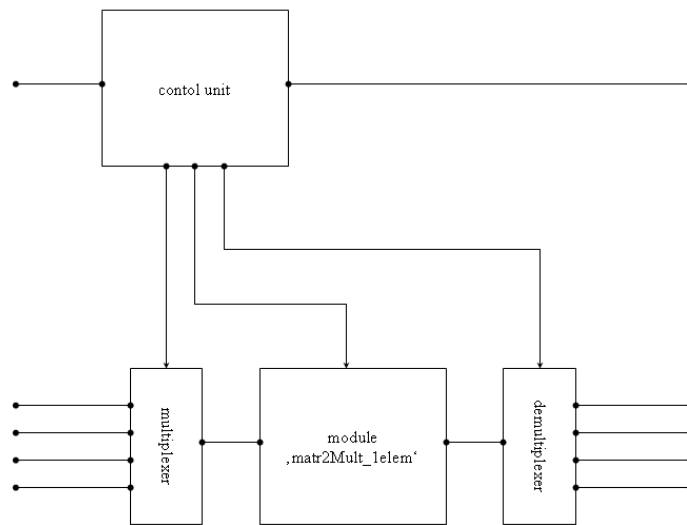 contol unit
multiplexer
module
‚matr2Mult_1elem‘
demultiplexer